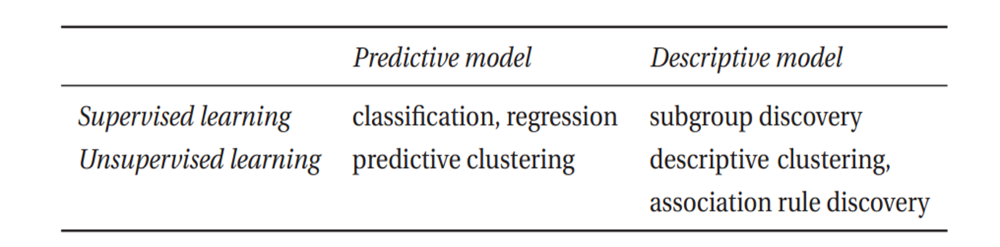 Predictive model Descriptive model
Supervised learning classification, regression subgroup discovery
Unsupervised learning predictive clustering descriptive clustering,
association rule discovery